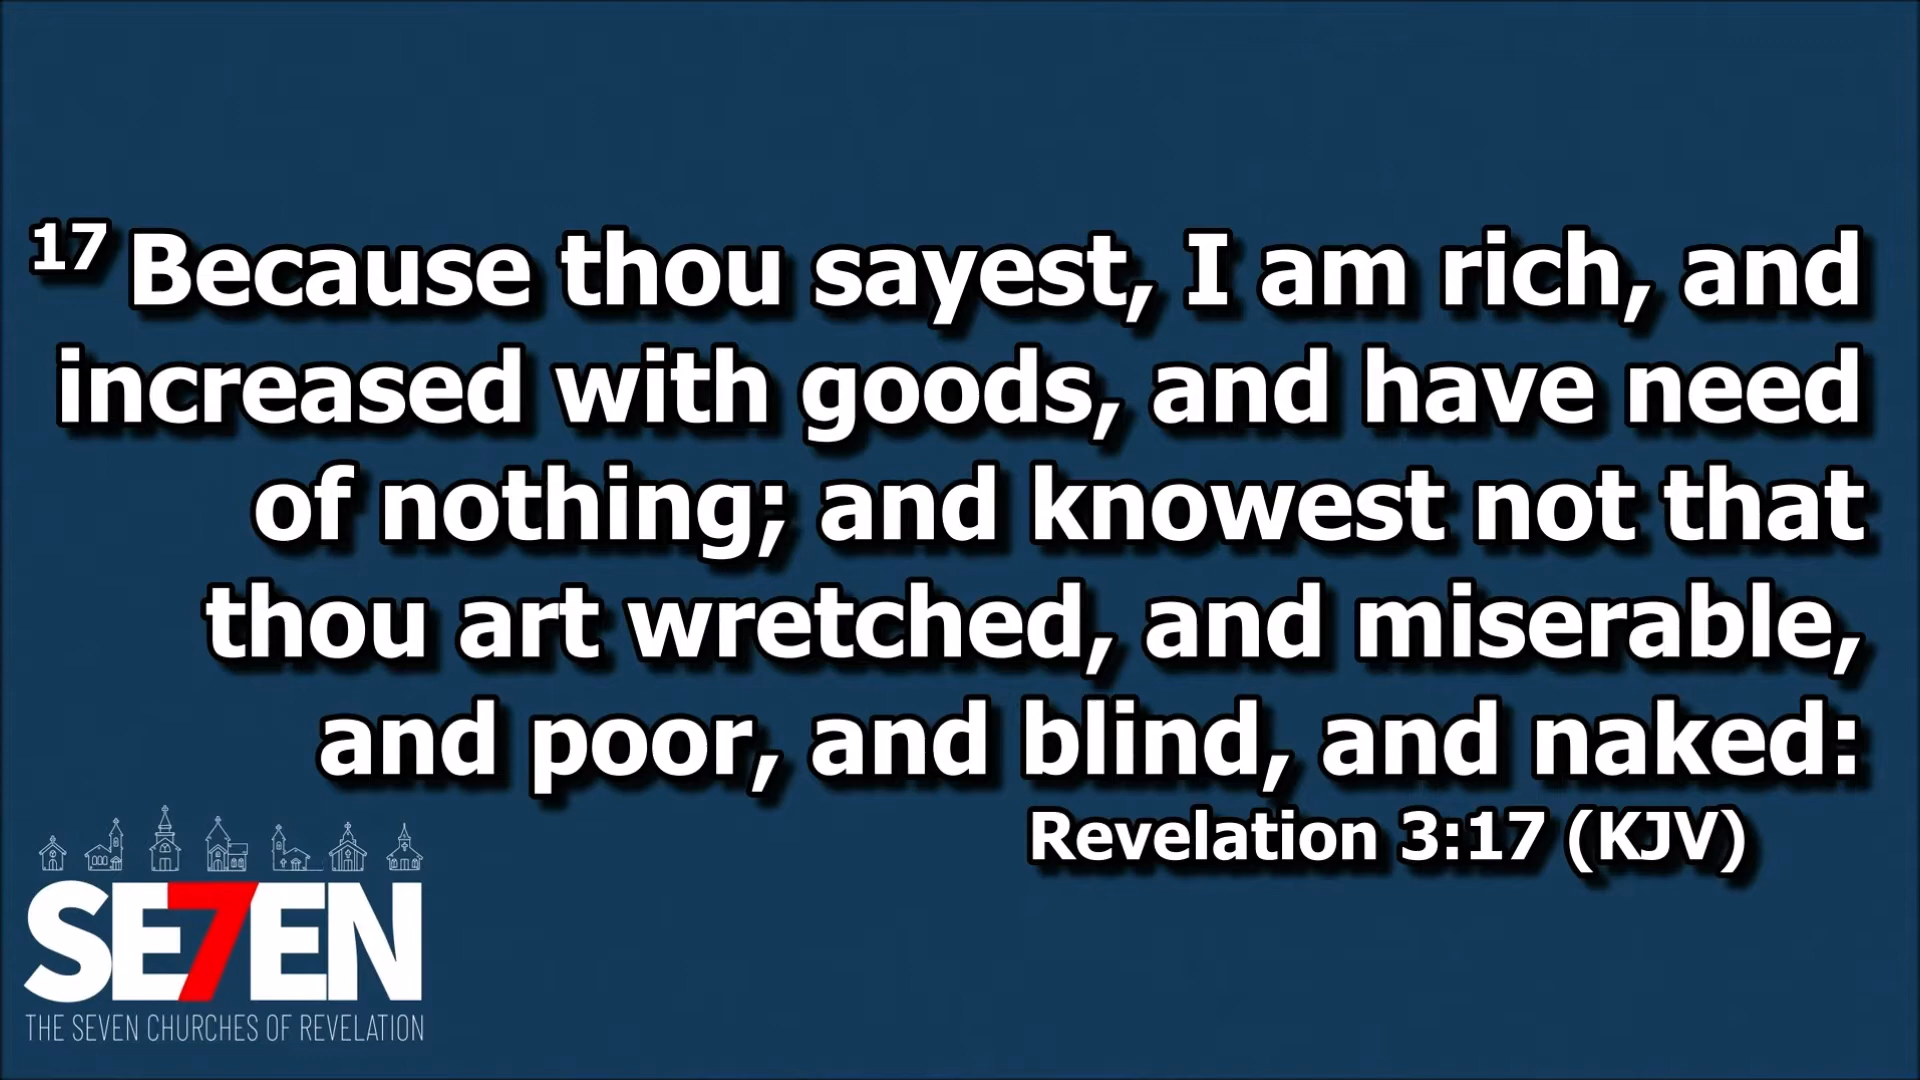 17 Because thou sayest, I am rich, and
increased with goods, and have need
of nothing; and knowest not that
thou art wretched, and miserable,
and poor, and blind, and naked:
Revelation 3:17 (KJV)
SE7EN
THE SEVEN CHURCHES OF REVELATION